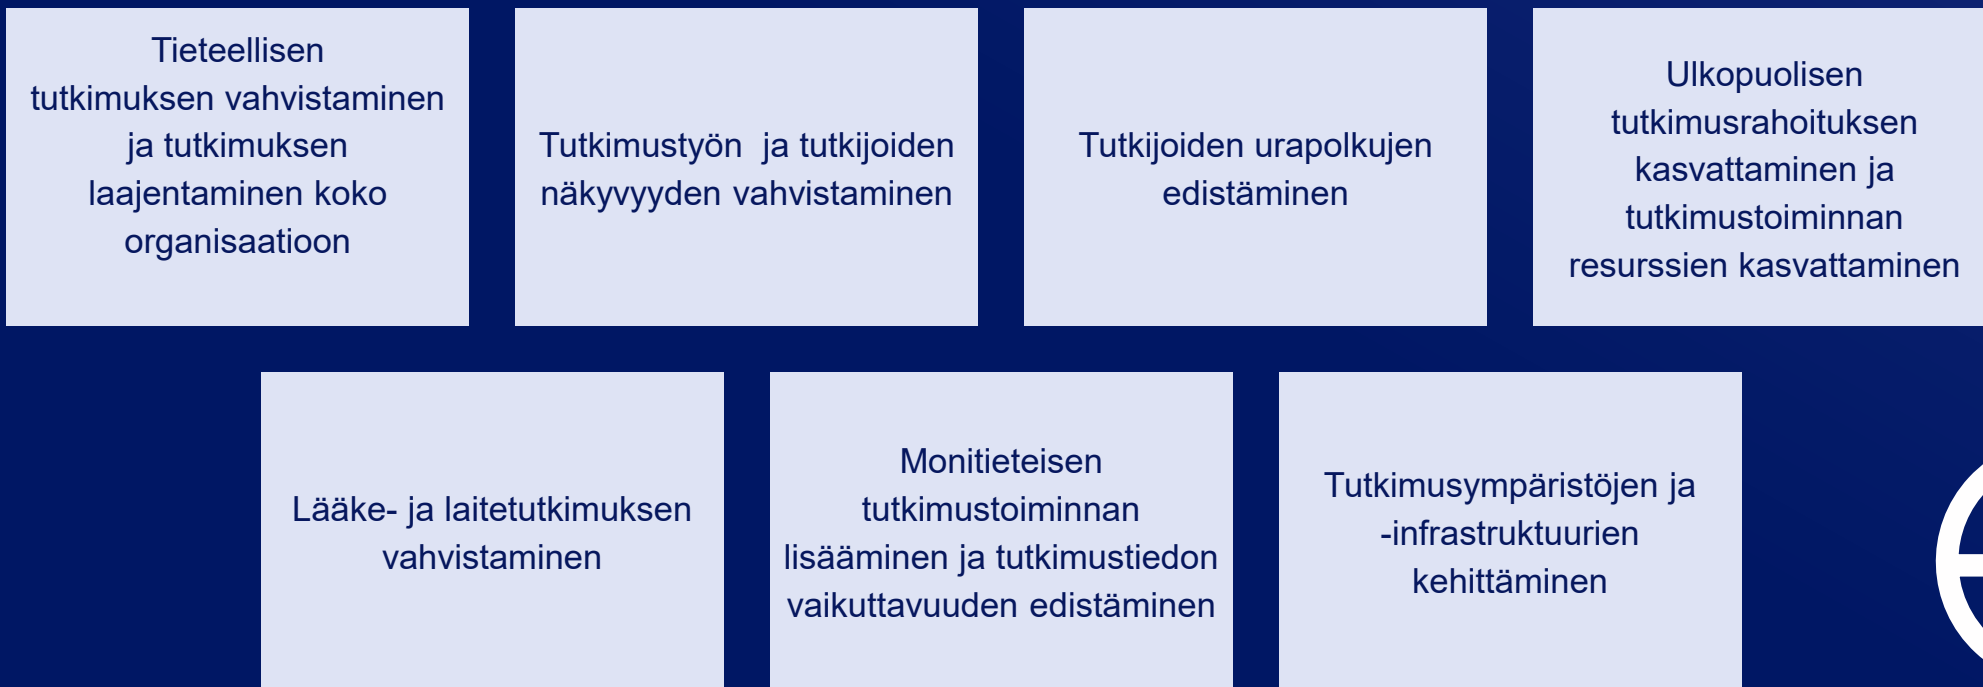 Tieteellisen
tutkimuksen vahvistaminen
ja tutkimuksen
laajentaminen koko
organisaatioon
Tutkimustyön  ja tutkijoiden
näkyvyyden vahvistaminen
Tutkijoiden urapolkujen
edistäminen
Ulkopuolisen
tutkimusrahoituksen
kasvattaminen ja
tutkimustoiminnan
resurssien kasvattaminen
Lääke- ja laitetutkimuksen
vahvistaminen
Monitieteisen
tutkimustoiminnan
lisääminen ja tutkimustiedon
vaikuttavuuden edistäminen
Tutkimusympäristöjen ja
-infrastruktuurien
kehittäminen